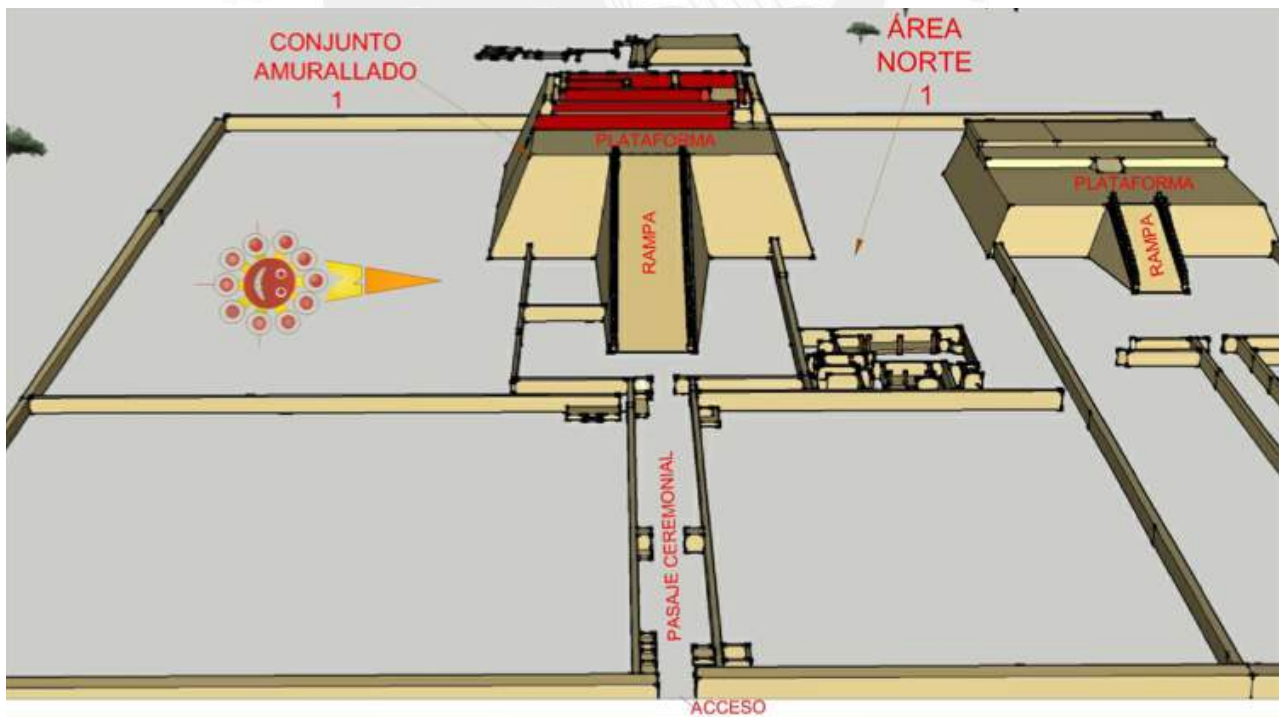 CONJUNTO
AMURALLADO
1
ÁREA
NORTE
1
PLATAFORMA
RAMPA
PLATAFORMA
RAMPA
PASAJE CEREMONIAL
ACCESO